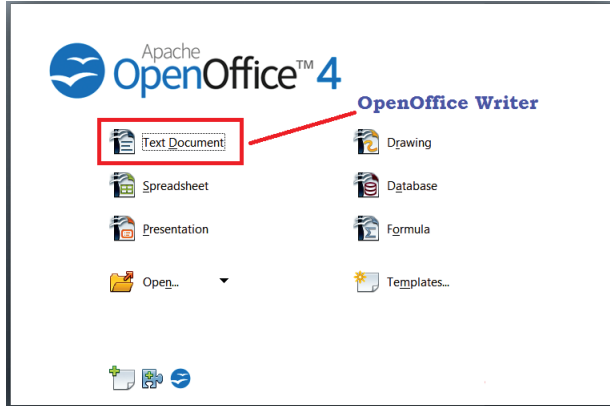 Apache
OpenOffice™ 4
OpenOffice Writer
Text Document
Drawing
Spreadsheet
Database
Presentation
Formula
Open...
Templates...